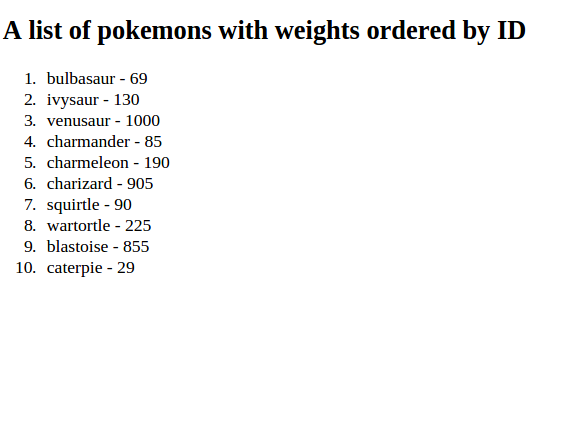 A list of pokemons with weights ordered by ID
1. bulbasaur - 69
2. ivysaur - 130
3. venusaur - 1000
4. charmander - 85
5. charmeleon - 190
6. charizard - 905
7. squirtle - 90
8. wartortle - 225
9. blastoise - 855
10. caterpie - 29